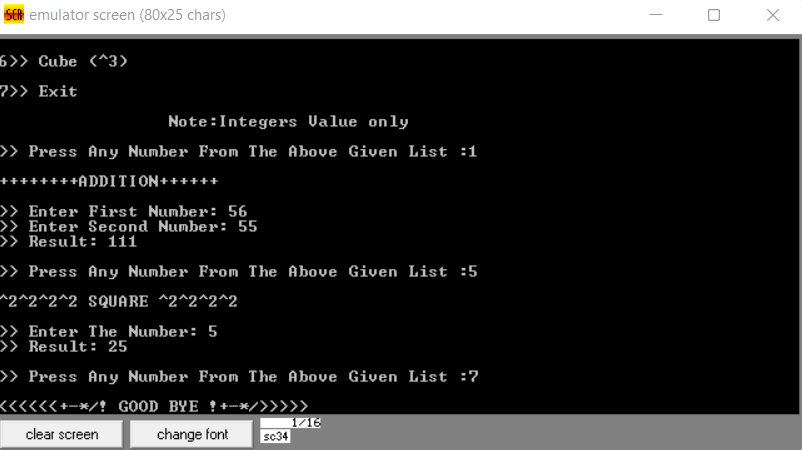 SCR emulator screen (80x25 chars)
6>> Cube (^3)
7>> Exit
Note:Integers Value only
>> Press Any Number From The Above Given List :1
++++++++ADDITION++++++
>> Enter First Number: 56
>> Enter Second Number: 55
>> Result: 111
>> Press Any Number From The Above Given List :5
^2^2^2^2 SQUARE ^2^2^2^2
>> Enter The Number: 5
>> Result: 25
>> Press Any Number From The Above Given List :7
<<<<<<+-*/! GOOD BYE !+-*/>>>>>
clear screen change font 1/16
sc34